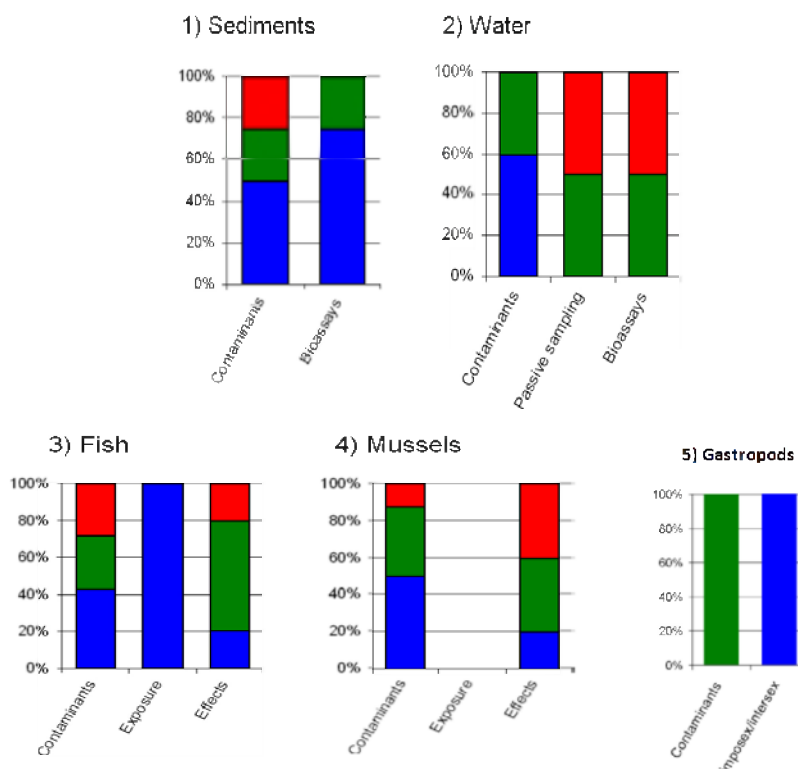 1) Sediments
100%
80%
60%
40%
20%
0%
Contaminants
Bioassays
2) Water
100%
80%
60%
40%
20%
0%
Contaminants
Passive sampling
Bioassays
3) Fish
100%
80%
60%
40%
20%
0%
Contaminants
Exposure
Effects
4) Mussels
100%
80%
60%
40%
20%
0%
Contaminants
Exposure
Effects
5) Gastropods
100%
80%
60%
40%
20%
0%
Contaminants
Imposex/intersex